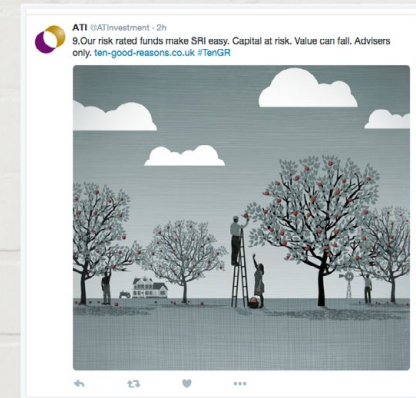 ATI @ATInvestment · 2h
9.Our risk rated funds make SRI easy. Capital at risk. Value can fall. Advisers
only. ten-good-reasons.co.uk #TenGR